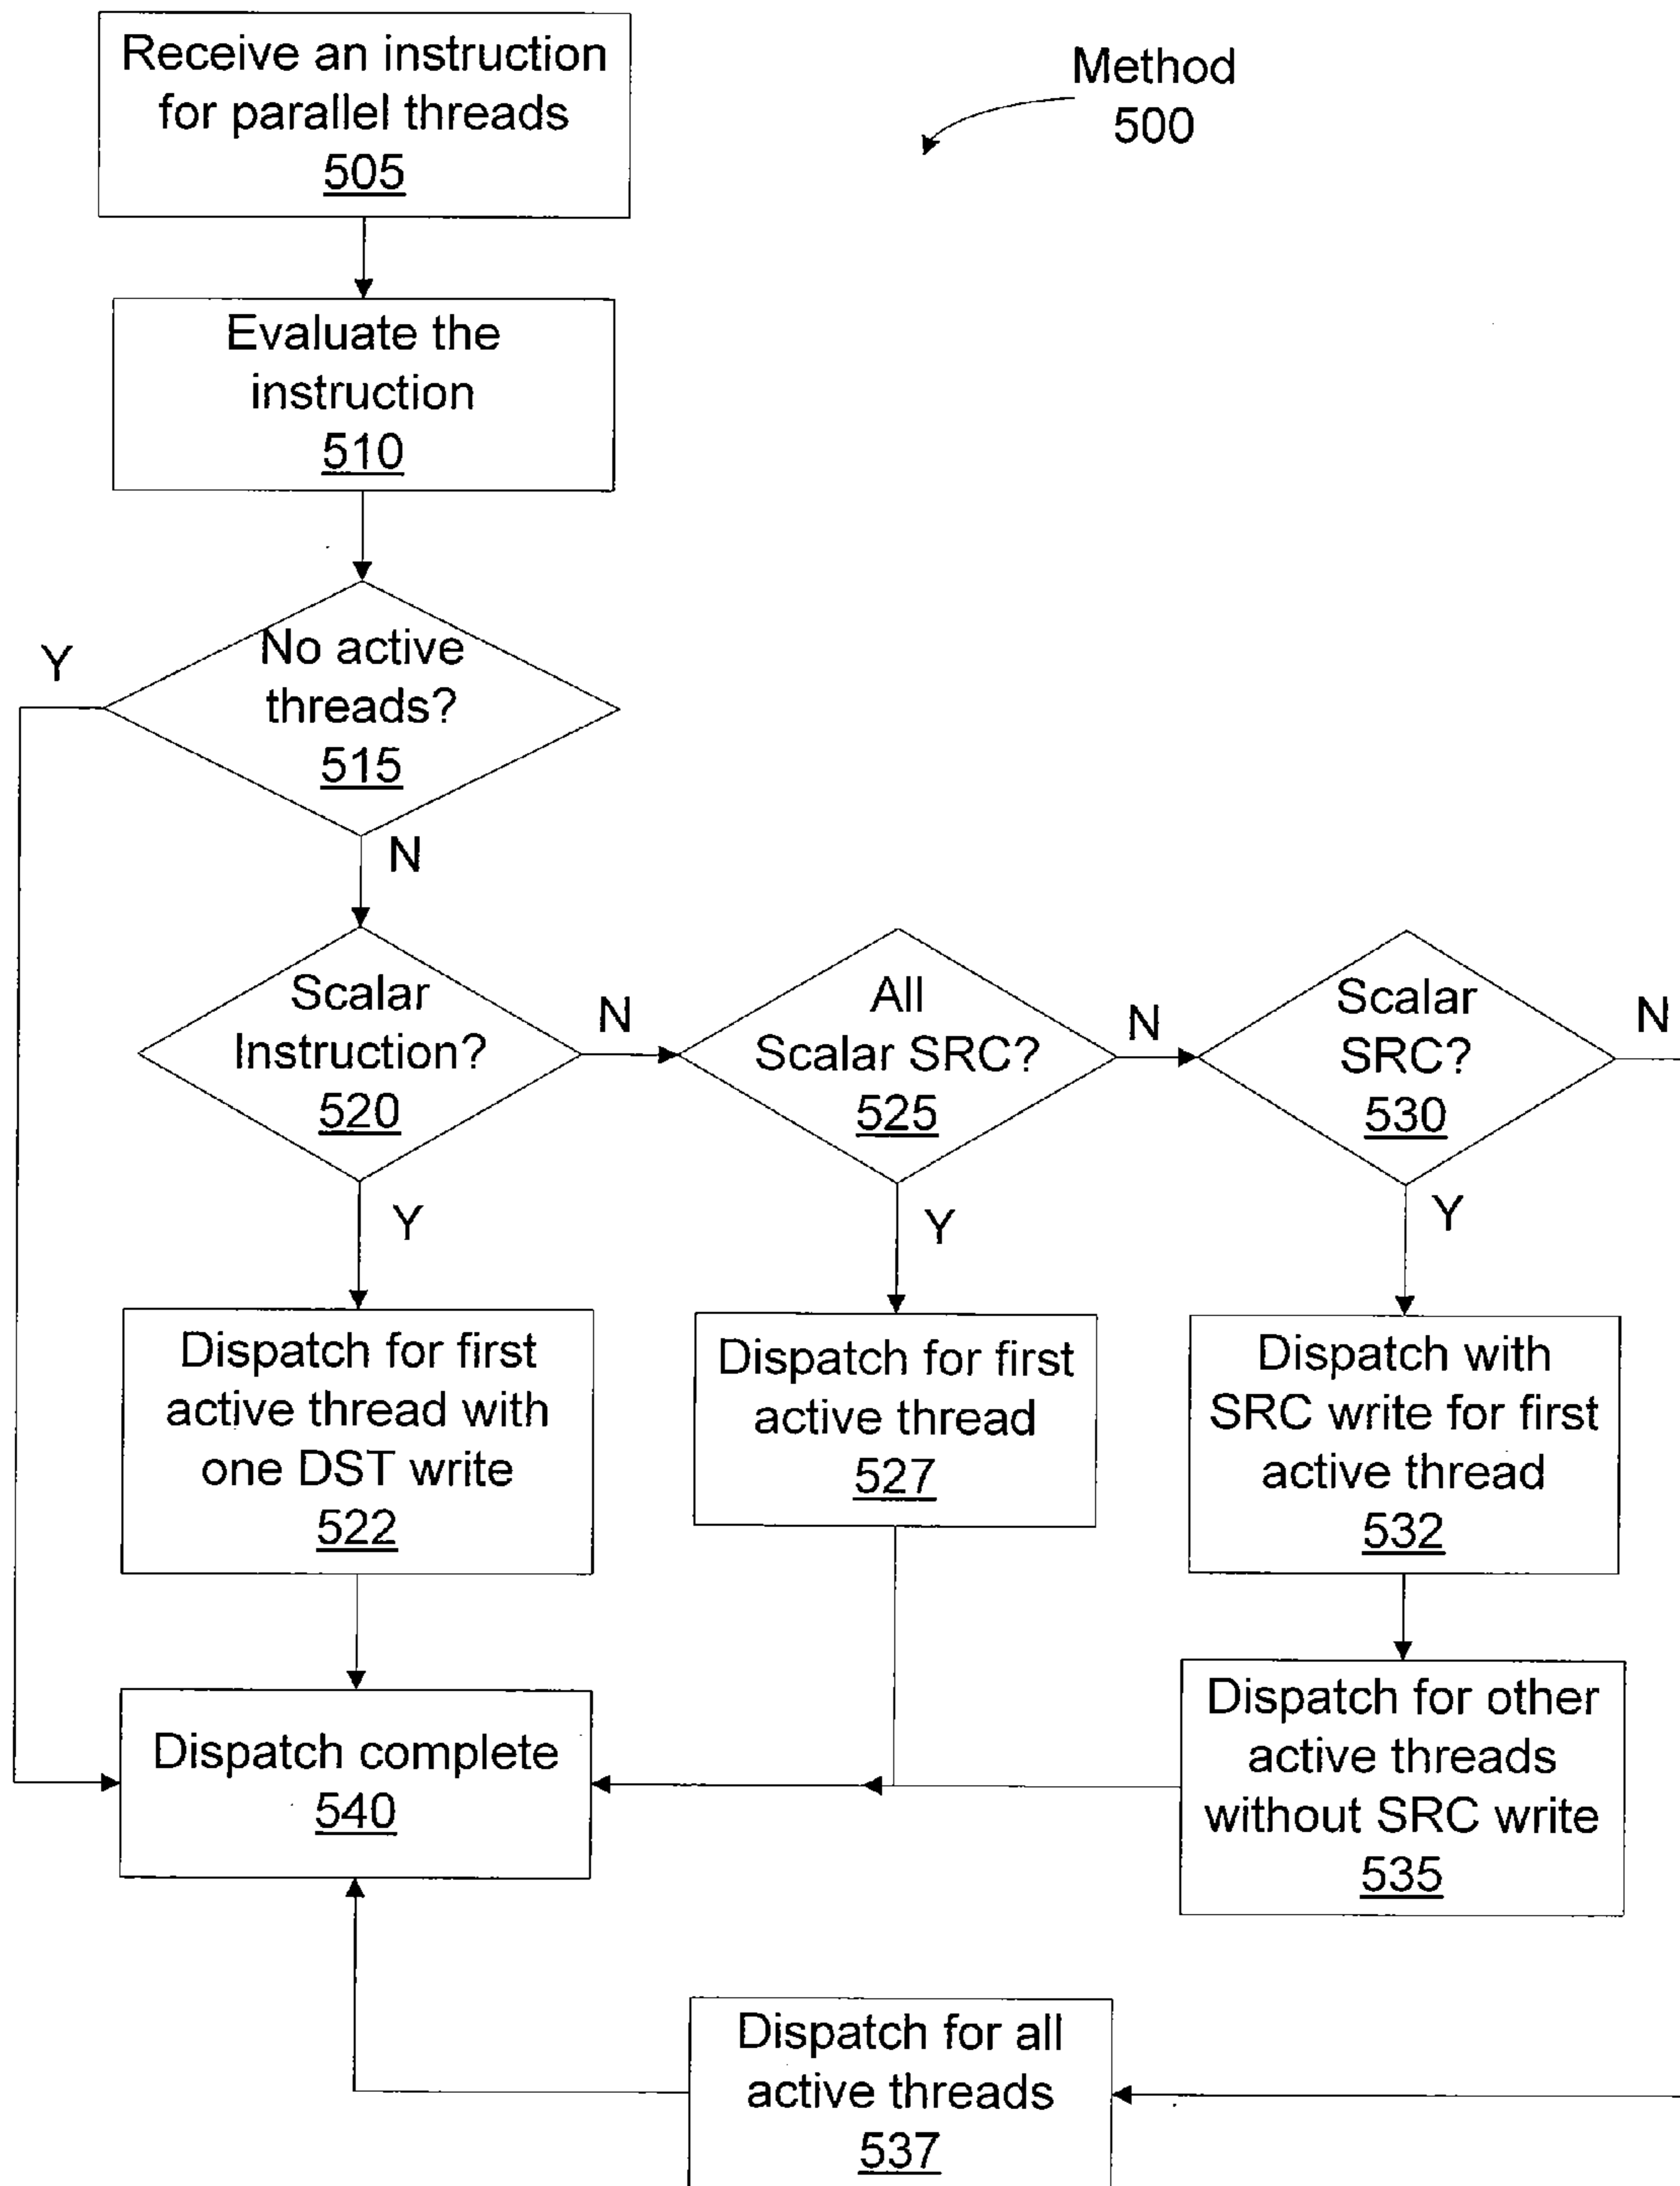 Receive an instruction
for parallel threads
505
Method
500
Evaluate the
instruction
510
No active
threads?
515
Y
N
Scalar
Instruction?
520
N
All
Scalar SRC?
525
N
Scalar
SRC?
530
N
Y
Y
Y
Dispatch for first
active thread with
one DST write
522
Dispatch for first
active thread
527
Dispatch with
SRC write for first
active thread
532
Dispatch complete
540
Dispatch for other
active threads
without SRC write
535
Dispatch for all
active threads
537